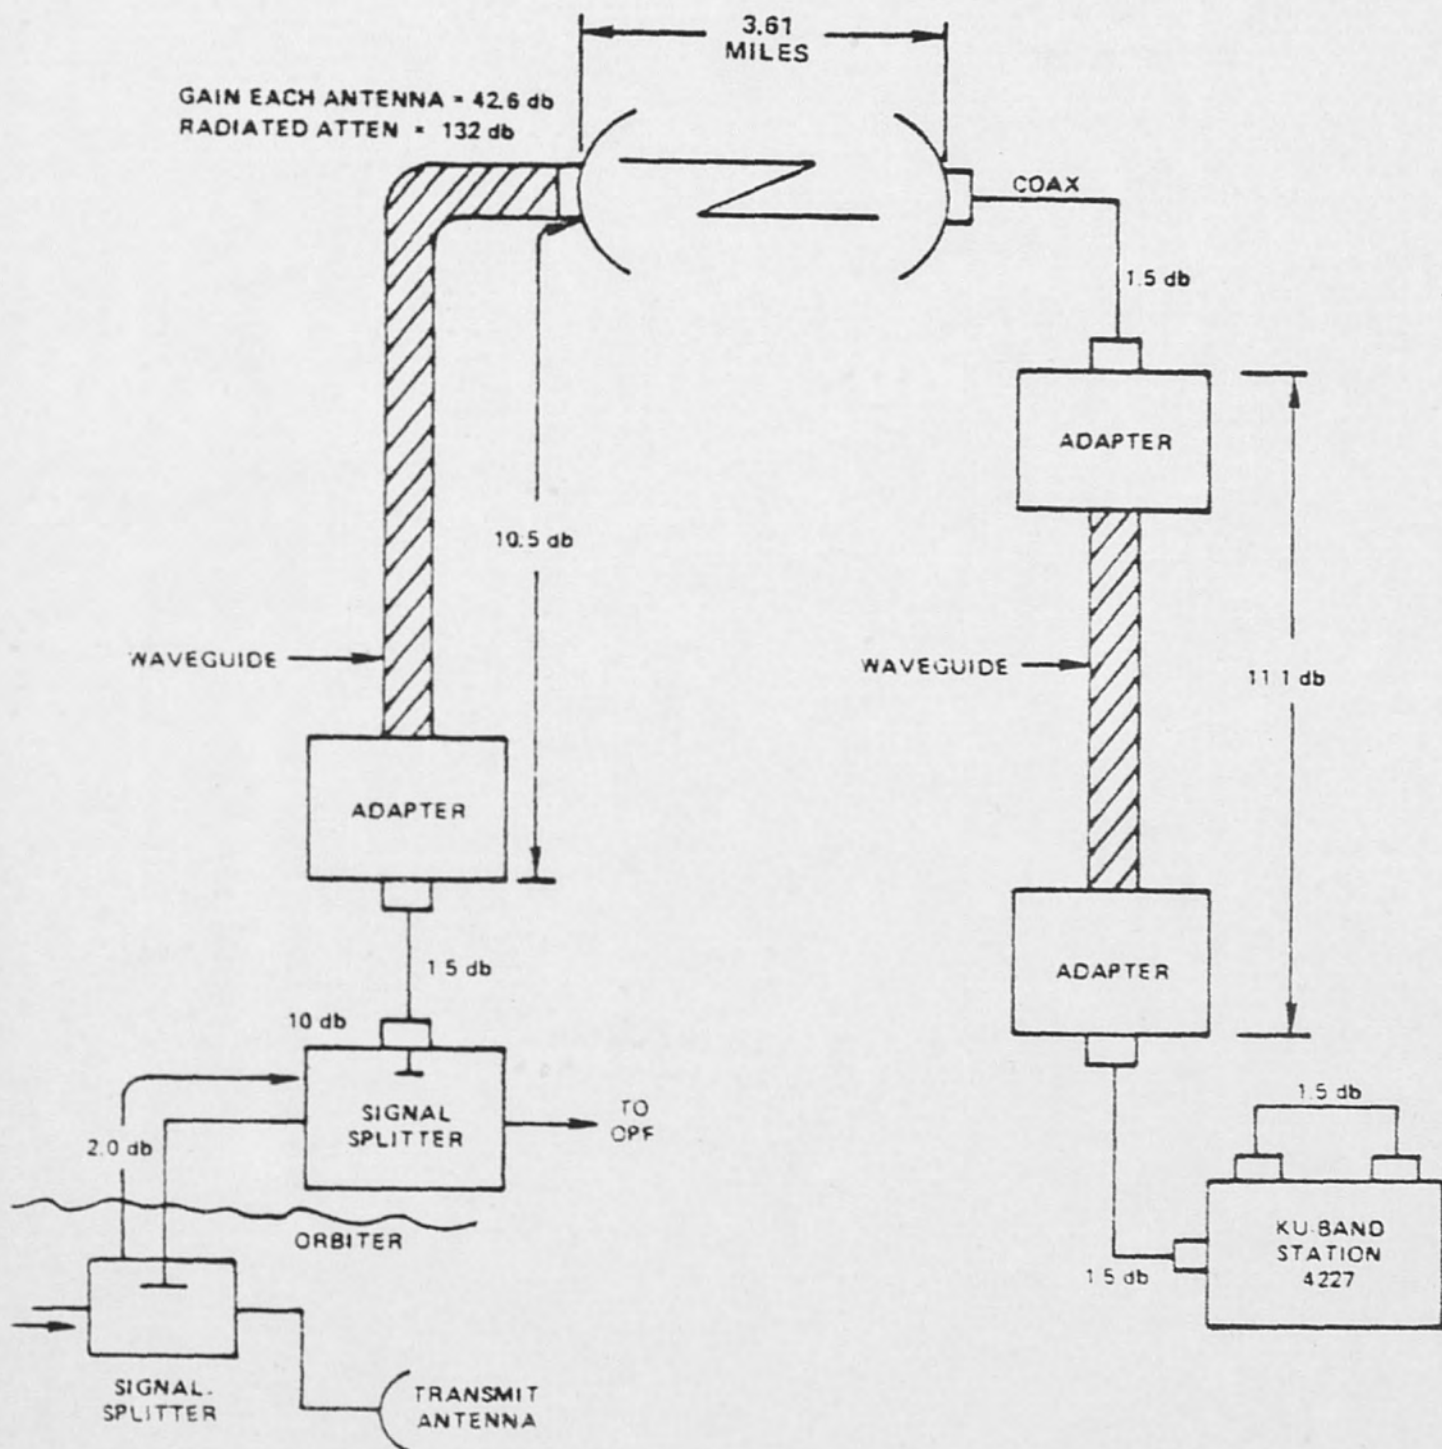 3.61
MILES
GAIN EACH ANTENNA = 42.6 db
RADIATED ATTEN = 132 db
COAX
1.5 db
ADAPTER
10.5 db
WAVEGUIDE
WAVEGUIDE
11.1 db
ADAPTER
ADAPTER
1.5 db
10 db
SIGNAL
SPLITTER
TO
OPF
2.0 db
ORBITER
1.5 db
KU-BAND
STATION
4227
1.5 db
SIGNAL-
SPLITTER
TRANSMIT
ANTENNA